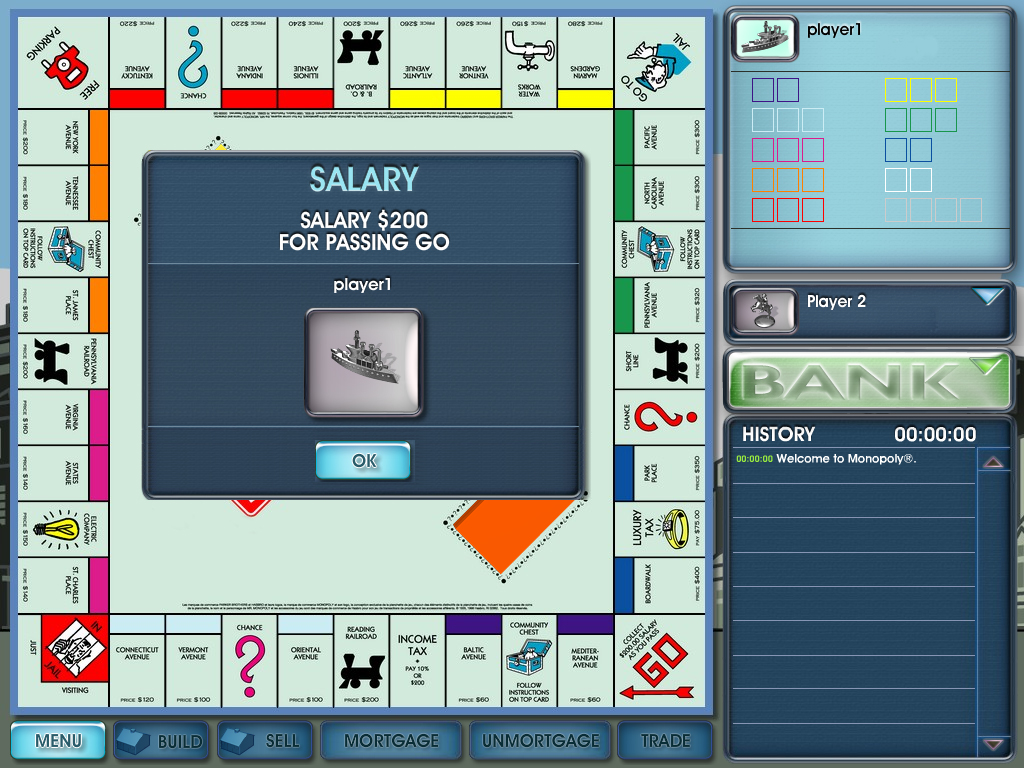 FREE
PARKING
KENTUCKY
AVENUE
PRICE $220
CHANCE
INDIANA
AVENUE
PRICE $220
ILLINOIS
AVENUE
PRICE $240
B. & O.
RAILROAD
PRICE $200
ATLANTIC
AVENUE
PRICE $260
VENTNOR
AVENUE
PRICE $260
WATER
WORKS
PRICE $150
MARVIN
GARDENS
PRICE $280
GO TO
JAIL
NEW YORK
AVENUE
PRICE $200
TENNESSEE
AVENUE
PRICE $180
COMMUNITY
CHEST
FOLLOW
INSTRUCTIONS
ON TOP CARD
ST. JAMES
PLACE
PRICE $180
PENNSYLVANIA
RAILROAD
PRICE $200
VIRGINIA
AVENUE
PRICE $160
STATES
AVENUE
PRICE $140
ELECTRIC
COMPANY
PRICE $150
ST. CHARLES
PLACE
PRICE $140
SALARY
SALARY $200
FOR PASSING GO
player1
OK
PACIFIC
AVENUE
PRICE $300
NORTH
CAROLINA
AVENUE
PRICE $300
COMMUNITY
CHEST
FOLLOW
INSTRUCTIONS
ON TOP CARD
PENNSYLVANIA
AVENUE
PRICE $320
SHORT
LINE
PRICE $200
CHANCE
PARK
PLACE
PRICE $350
LUXURY
TAX
PAY $75.00
BOARDWALK
PRICE $400
JUST
IN
JAIL
VISITING
CONNECTICUT
AVENUE
PRICE $120
VERMONT
AVENUE
PRICE $100
CHANCE
ORIENTAL
AVENUE
PRICE $100
READING
RAILROAD
PRICE $200
INCOME
TAX
PAY 10%
OR
$200
BALTIC
AVENUE
PRICE $60
COMMUNITY
CHEST
FOLLOW
INSTRUCTIONS
ON TOP CARD
MEDITER-
RANEAN
AVENUE
PRICE $60
COLLECT
$200.00 SALARY
AS YOU PASS
GO
MENU
BUILD
SELL
MORTGAGE
UNMORTGAGE
TRADE
player1
Player 2
BANK
HISTORY 00:00:00
00:00:00 Welcome to Monopoly®.